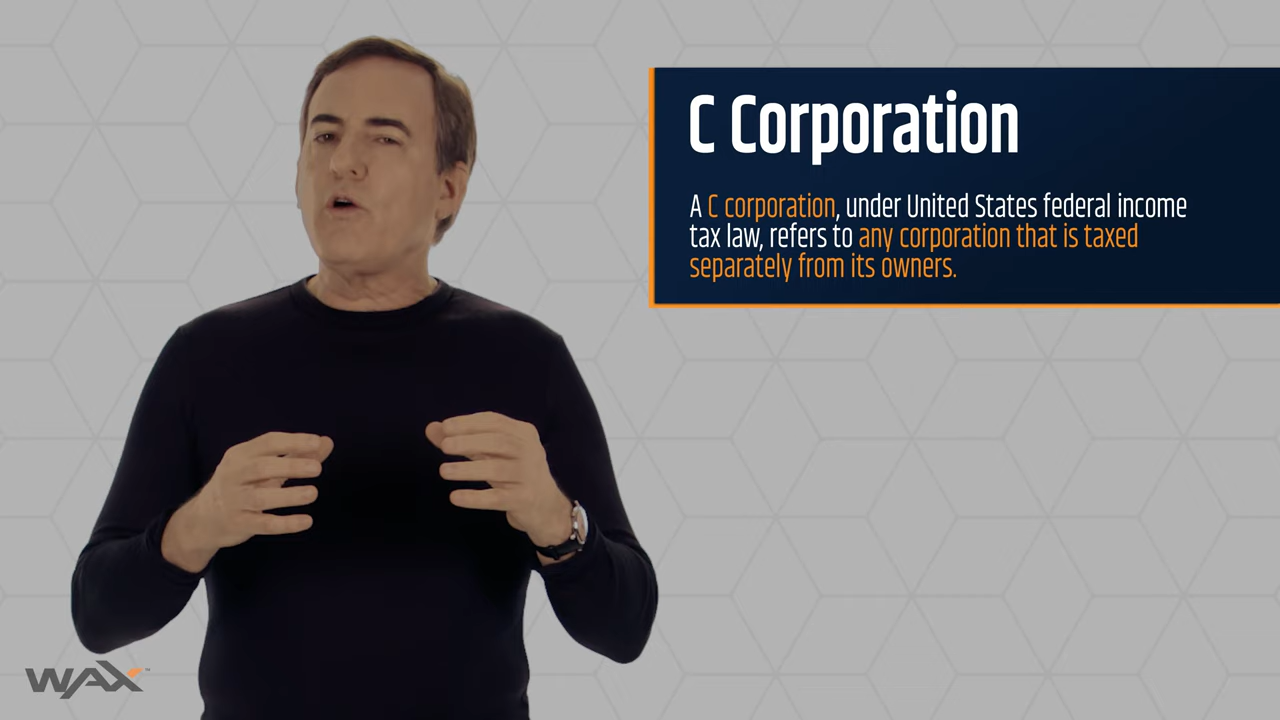 C Corporation
A C corporation, under United States federal income
tax law, refers to any corporation that is taxed
separately from its owners.
WAX